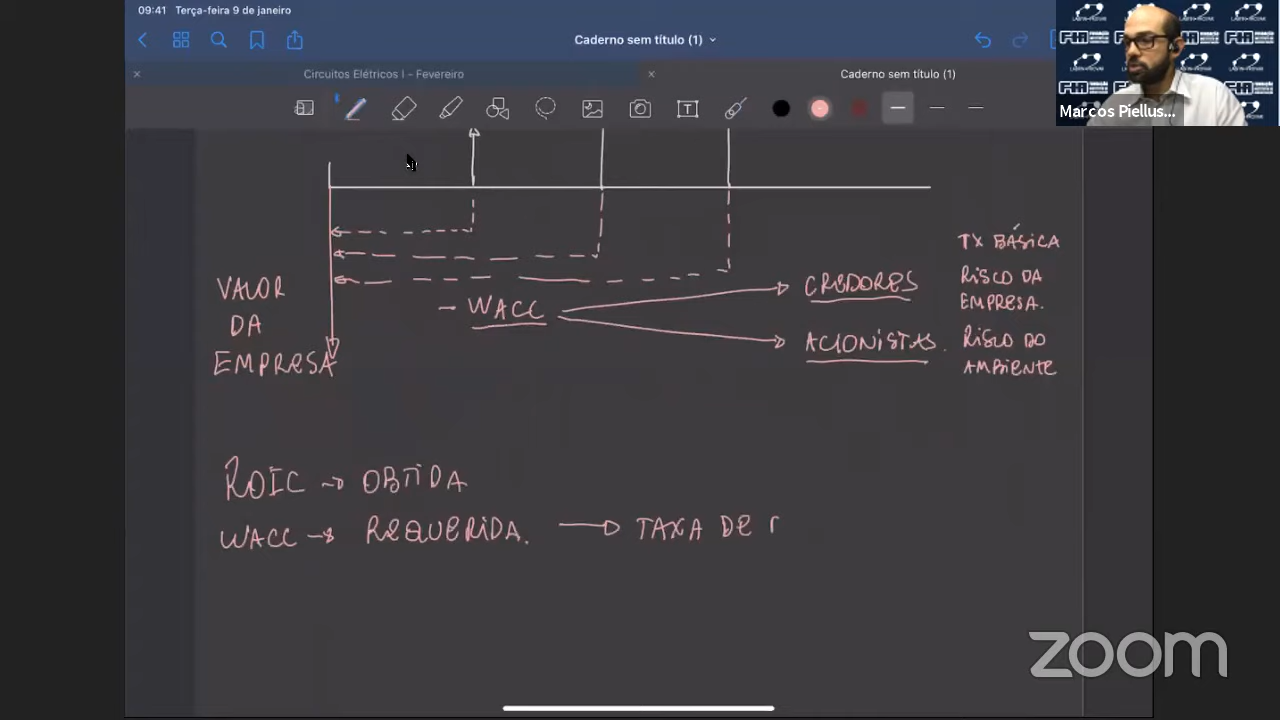 09:41 Terça-feira 9 de janeiro
Caderno sem título (1)
Circuitos Elétricos I - Fevereiro
Caderno sem título (1)
FIA FIA
Marcos Piellus...
TX BÁSICA
VALOR
DA
EMPRESA
- WACC
CREDORES
ACIONISTAS.
RISCO DA
EMPRESA.
RISCO DO
AMBIENTE
ROIC → OBTIDA
WACC → REQUERIDA. → TAXA DE
zoom